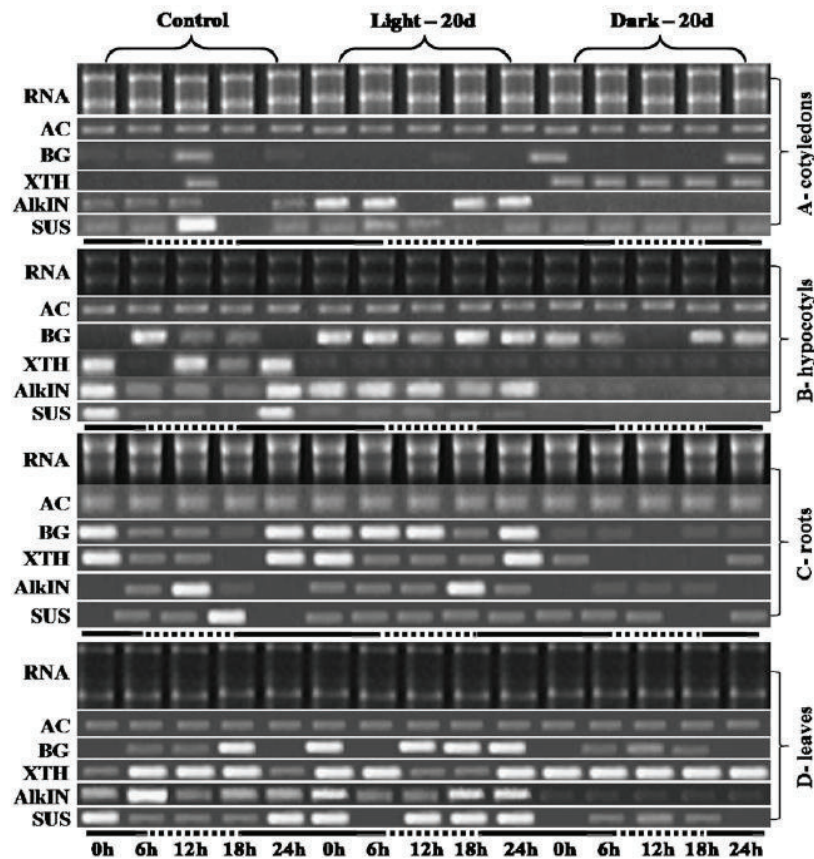 Control Light – 20d Dark – 20d
RNA
AC
BG
XTH
AlkIN
SUS
A- cotyledons
RNA
AC
BG
XTH
AlkIN
SUS
B- hypocotyls
RNA
AC
BG
XTH
AlkIN
SUS
C- roots
RNA
AC
BG
XTH
AlkIN
SUS
D- leaves
0h 6h 12h 18h 24h 0h 6h 12h 18h 24h 0h 6h 12h 18h 24h